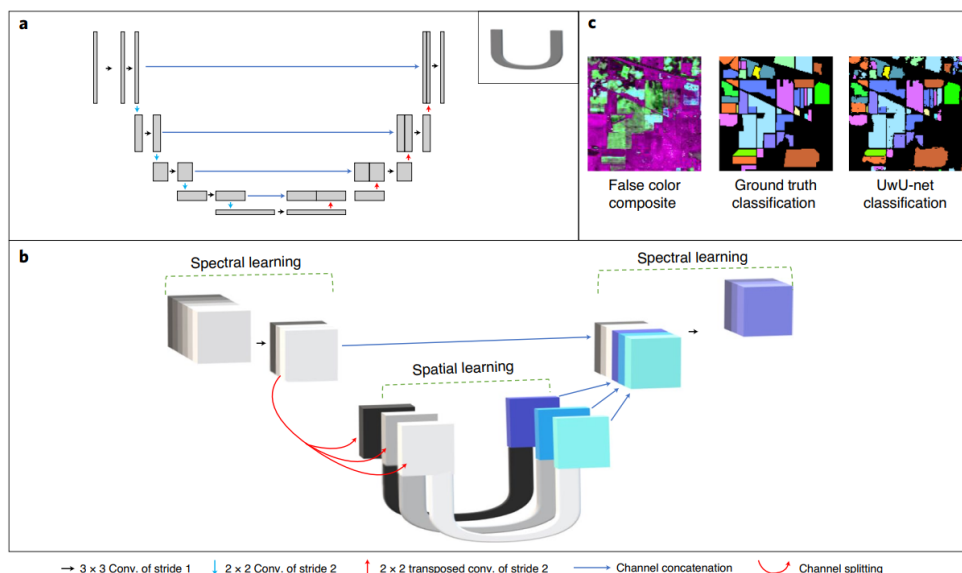 a
c
False color
composite
Ground truth
classification
UwU-net
classification
b
Spectral learning
Spectral learning
Spatial learning
3 × 3 Conv. of stride 1
2 × 2 Conv. of stride 2
2 × 2 transposed conv. of stride 2
Channel concatenation
Channel splitting